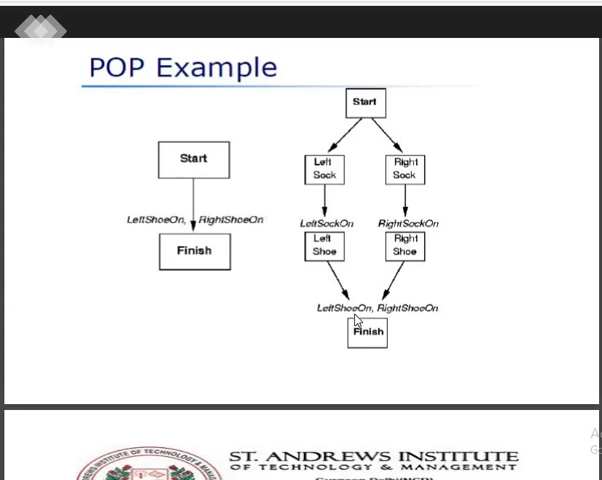 POP Example
Start
LeftShoeOn, RightShoeOn
Finish
Start
Left Sock
Right Sock
LeftSockOn RightSockOn
Left Shoe
Right Shoe
LeftShoeOn, RightShoeOn
Finish
ST. ANDREWS INSTITUTE
OF TECHNOLOGY & MANAGEMENT